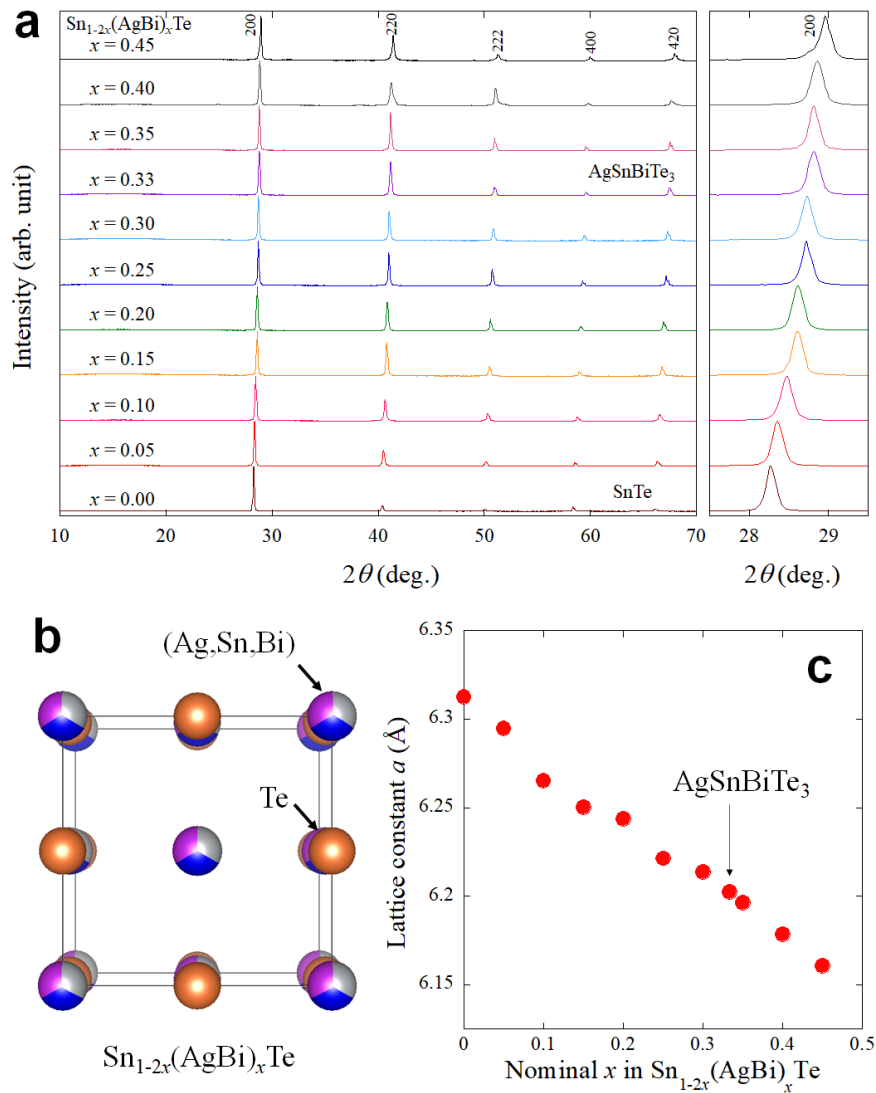 a
Sn1-2x(AgBi)xTe
200
220
222
400
420
200
x = 0.45
x = 0.40
x = 0.35
x = 0.33
AgSnBiTe3
x = 0.30
x = 0.25
x = 0.20
x = 0.15
x = 0.10
x = 0.05
x = 0.00
SnTe
Intensity (arb. unit)
10 20 30 40 50 60 70
28 29
2θ (deg.)
2θ (deg.)
b
(Ag,Sn,Bi)
Te
Sn1-2x(AgBi)xTe
c
6.35
6.3
6.25
6.2
6.15
Lattice constant a (Å)
AgSnBiTe3
0 0.1 0.2 0.3 0.4 0.5
Nominal x in Sn1-2x(AgBi)xTe